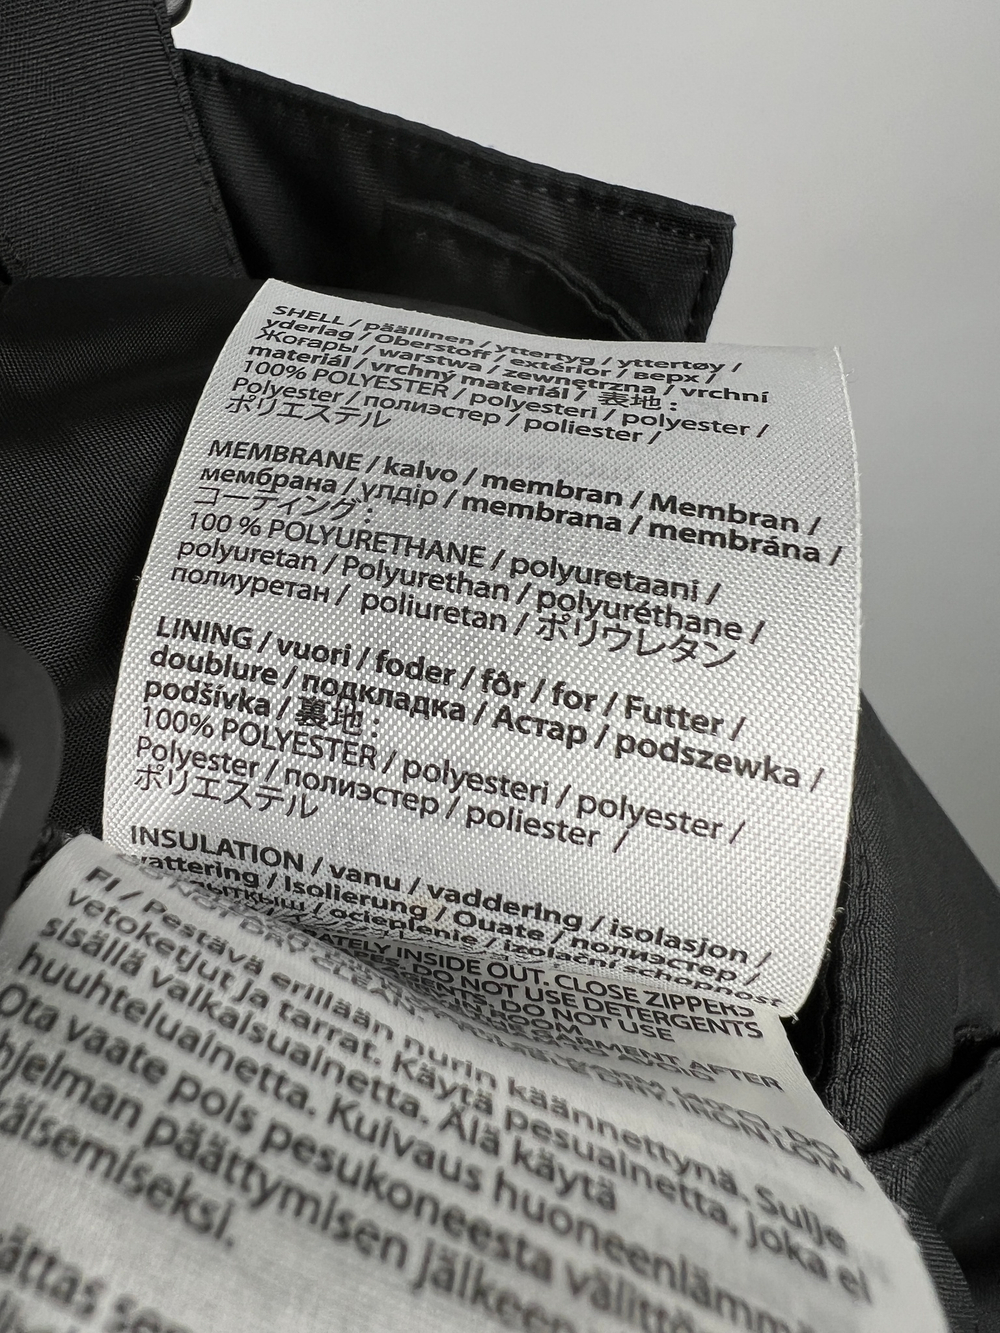 SHELL / päällinen / yttertyg / yttertøy /
yderlag / Oberstoff / extérior / верх /
Жоғары / warstwa / zewnętrzna / vrchní
materiál / vrchný materiál / 表地 :
100% POLYESTER / polyesteri / polyester /
Polyester / полиэстер / poliester /
ポリエステル
MEMBRANE / kalvo / membran / Membran /
мембрана / үлдір / membrana / membrána /
コーティング :
100 % POLYURETHANE / polyuretaani /
polyuretan / Polyurethan / polyuréthane /
полиуретан / poliuretan / ポリウレタン
LINING / vuori / foder / fôr / for / Futter /
doublure / подкладка / Астар / podszewka /
podšívka / 裏地 :
100% POLYESTER / polyesteri / polyester /
Polyester / полиэстер / poliester /
ポリエステル
INSULATION / vanu / vaddering / isolasjon /
vattering / Isolierung / Ouate / полиэстер /
ocieplenie / izolační schopnost
INSIDE OUT. CLOSE ZIPPERS
DO NOT USE DETERGENTS
DO NOT USE
ROOM
GARMENT AFTER
FI / Pestävä erillään nurin käännettynä. Sulje
vetoketjut ja tarrat. Käytä pesuainetta, joka ei
sisällä valkaisuainetta. Älä käytä
huuhteluainetta. Kuivaus huoneenlämm
Ota vaate pois pesukoneesta välittö
hjelman päättymisen jälkeen
käisemiseksi.